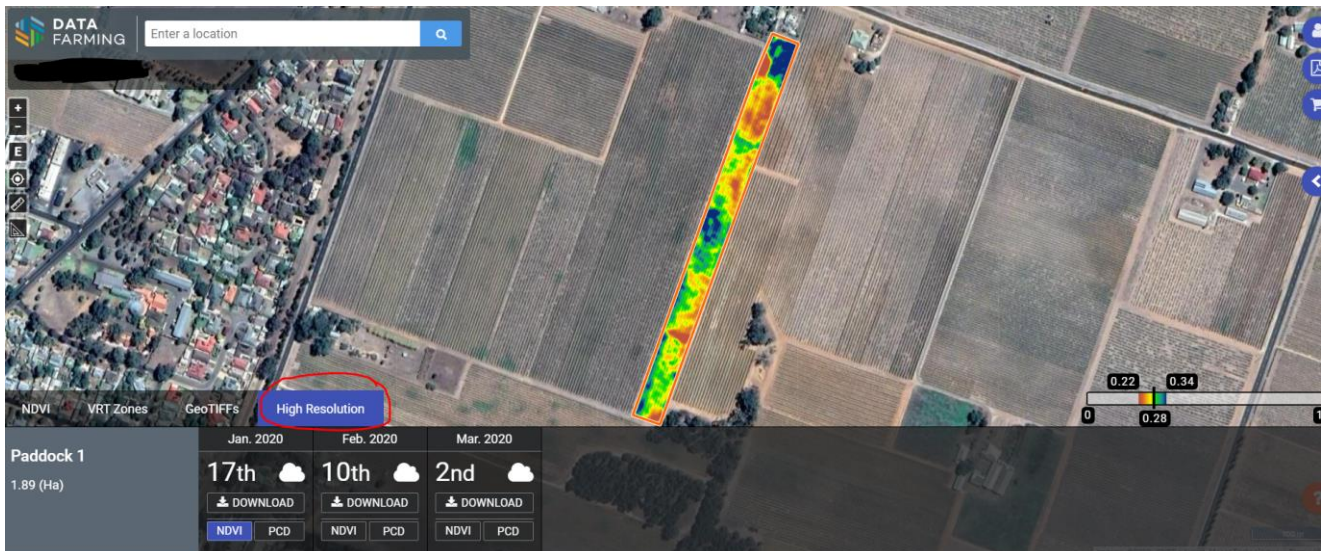 DATA
FARMING
Enter a location
+
−
E
0.22 0.34
0 0.28 1
NDVI VRT Zones GeoTIFFs High Resolution
Paddock 1
1.89 (Ha)
Jan. 2020 Feb. 2020 Mar. 2020
17th 10th 2nd
DOWNLOAD DOWNLOAD DOWNLOAD
NDVI PCD NDVI PCD NDVI PCD